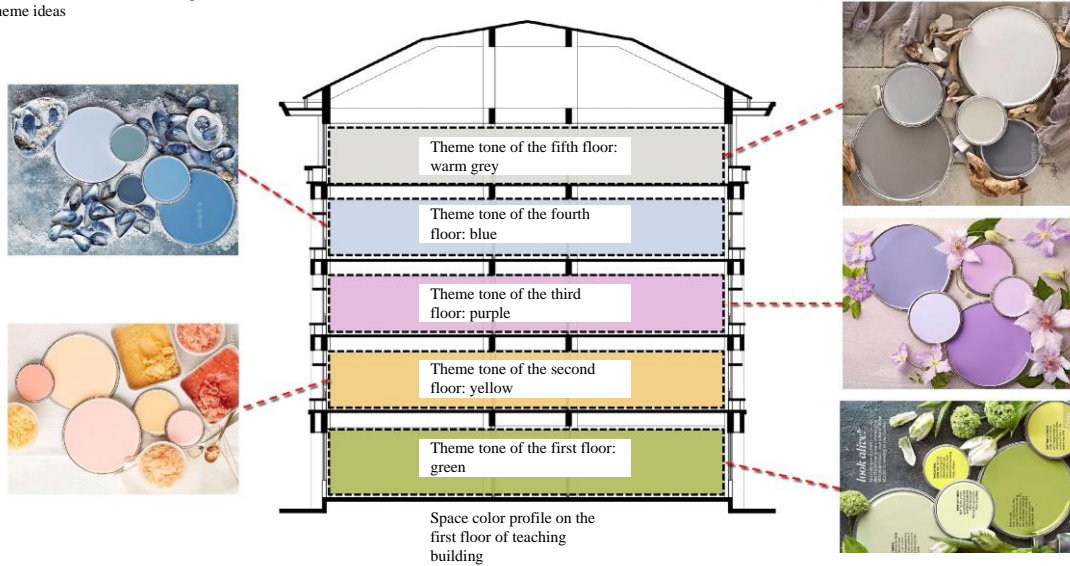 heme ideas
Theme tone of the fifth floor:
warm grey
Theme tone of the fourth
floor: blue
Theme tone of the third
floor: purple
Theme tone of the second
floor: yellow
Theme tone of the first floor:
green
look alive!
Space color profile on the
first floor of teaching
building